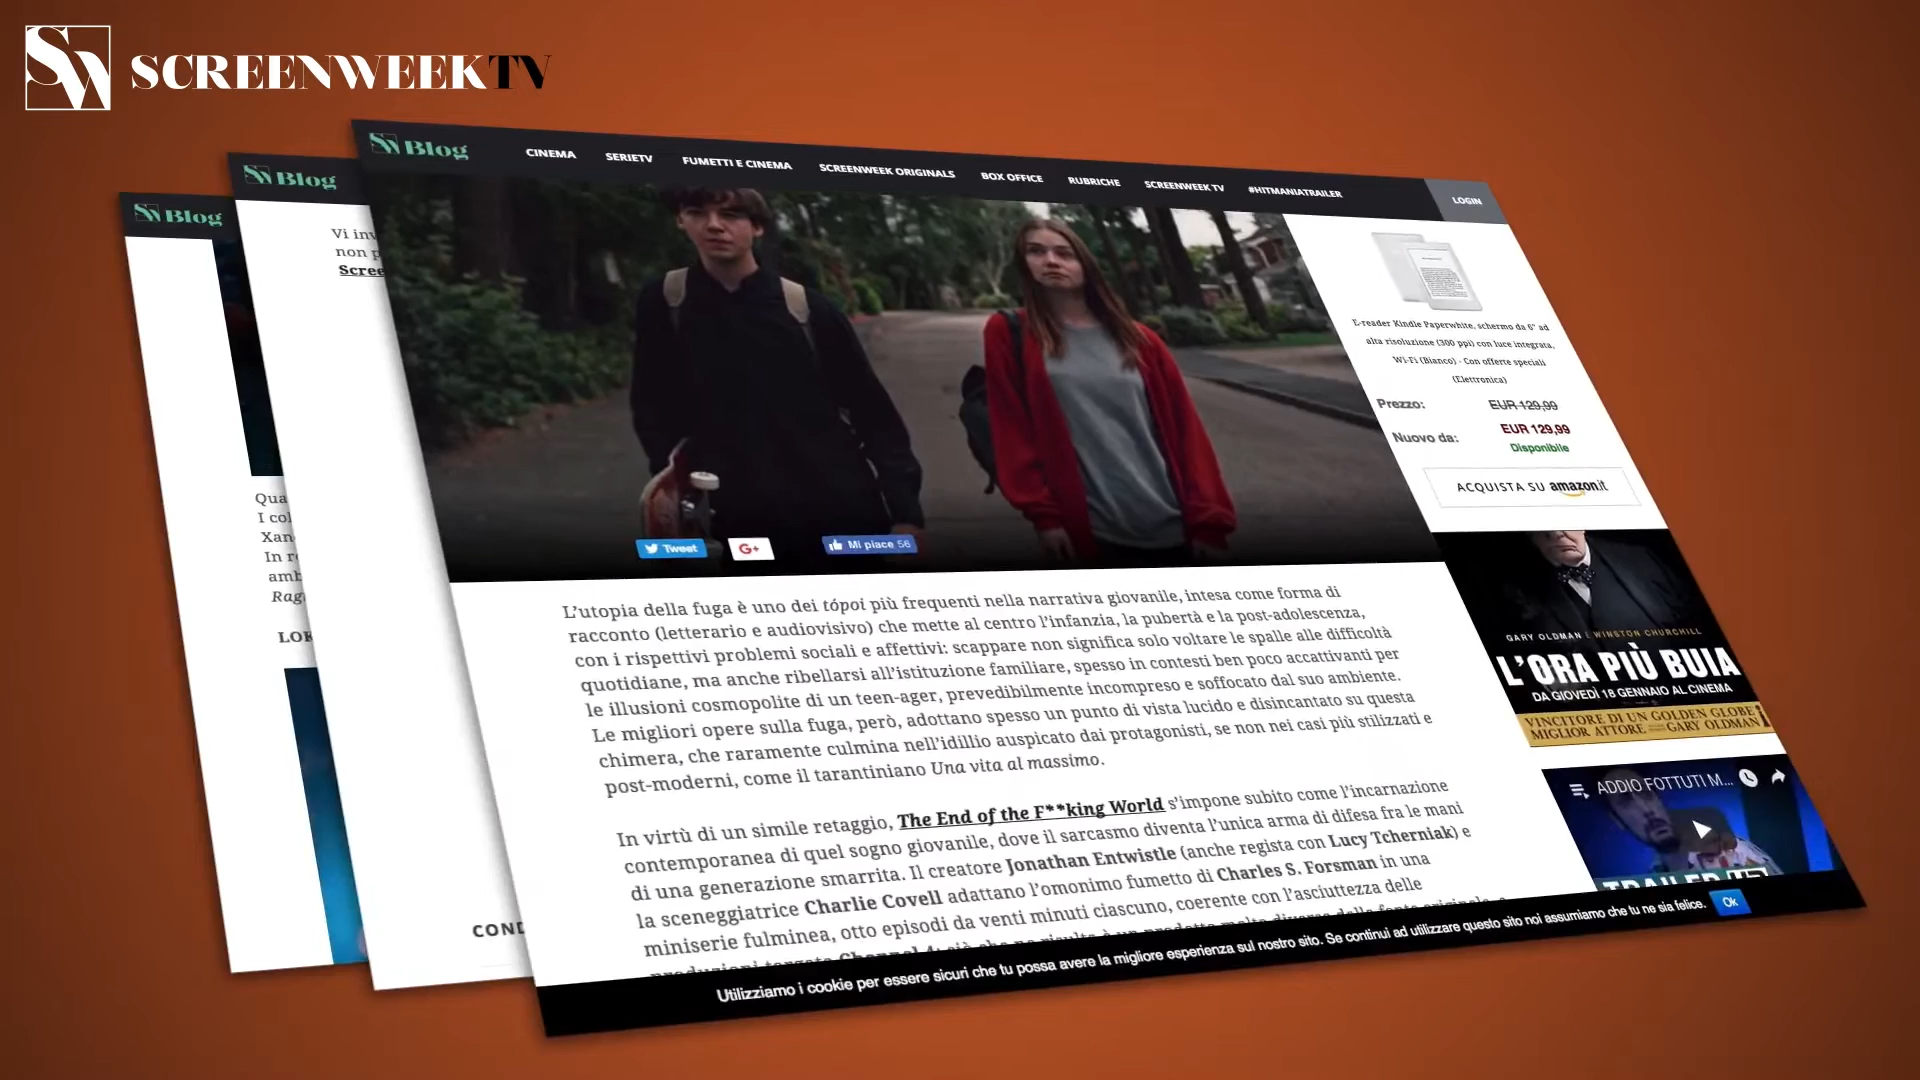 SW SCREENWEEKTV
SW Blog
CINEMA SERIETV FUMETTI E CINEMA SCREENWEEK ORIGINALS BOX OFFICE RUBRICHE SCREENWEEK TV #HITMANIATRAILER LOGIN
SW Blog
SW Blog
Vi
non
Qua
I
In
LOR
COND
Tweet
G+
Mi piace 56
L'utopia della fuga è uno dei tópoi più frequenti nella narrativa giovanile, intesa come forma di
racconto (letterario e audiovisivo) che mette al centro l'infanzia, la pubertà e la post-adolescenza,
con i rispettivi problemi sociali e affettivi: scappare non significa solo voltare le spalle alle difficoltà
quotidiane, ma anche ribellarsi all'istituzione familiare, spesso in contesti ben poco accattivanti per
le illusioni cosmopolite di un teen-ager, prevedibilmente incompreso e soffocato dal suo ambiente.
Le migliori opere sulla fuga, però, adottano spesso un punto di vista lucido e disincantato su questa
chimera, che raramente culmina nell'idillio auspicato dai protagonisti, se non nei casi più stilizzati e
post-moderni, come il tarantiniano Una vita al massimo.
In virtù di un simile retaggio, The End of the F**king World s'impone subito come l'incarnazione
contemporanea di quel sogno giovanile, dove il sarcasmo diventa l'unica arma di difesa fra le mani
di una generazione smarrita. Il creatore Jonathan Entwistle (anche regista con Lucy Tcherniak) e
la sceneggiatrice Charlie Covell adattano l'omonimo fumetto di Charles S. Forsman in una
miniserie fulminea, otto episodi da venti minuti ciascuno, coerente con l'asciuttezza delle
E-reader Kindle Paperwhite, schermo da 6" ad
alta risoluzione (300 ppi) con luce integrata,
Wi-Fi (Bianco) - Con offerte speciali
(Elettronica)
Prezzo: EUR 129,99
Nuovo da: EUR 129,99
Disponibile
ACQUISTA SU amazon.it
GARY OLDMAN È WINSTON CHURCHILL
L'ORA PIÙ BUIA
DA GIOVEDÌ 18 GENNAIO AL CINEMA
VINCITORE DI UN GOLDEN GLOBE
MIGLIOR ATTORE GARY OLDMAN
ADDIO FOTTUTI M...
TRAILER HD
Utilizziamo i cookie per essere sicuri che tu possa avere la migliore esperienza sul nostro sito. Se continui ad utilizzare questo sito noi assumiamo che tu ne sia felice. Ok